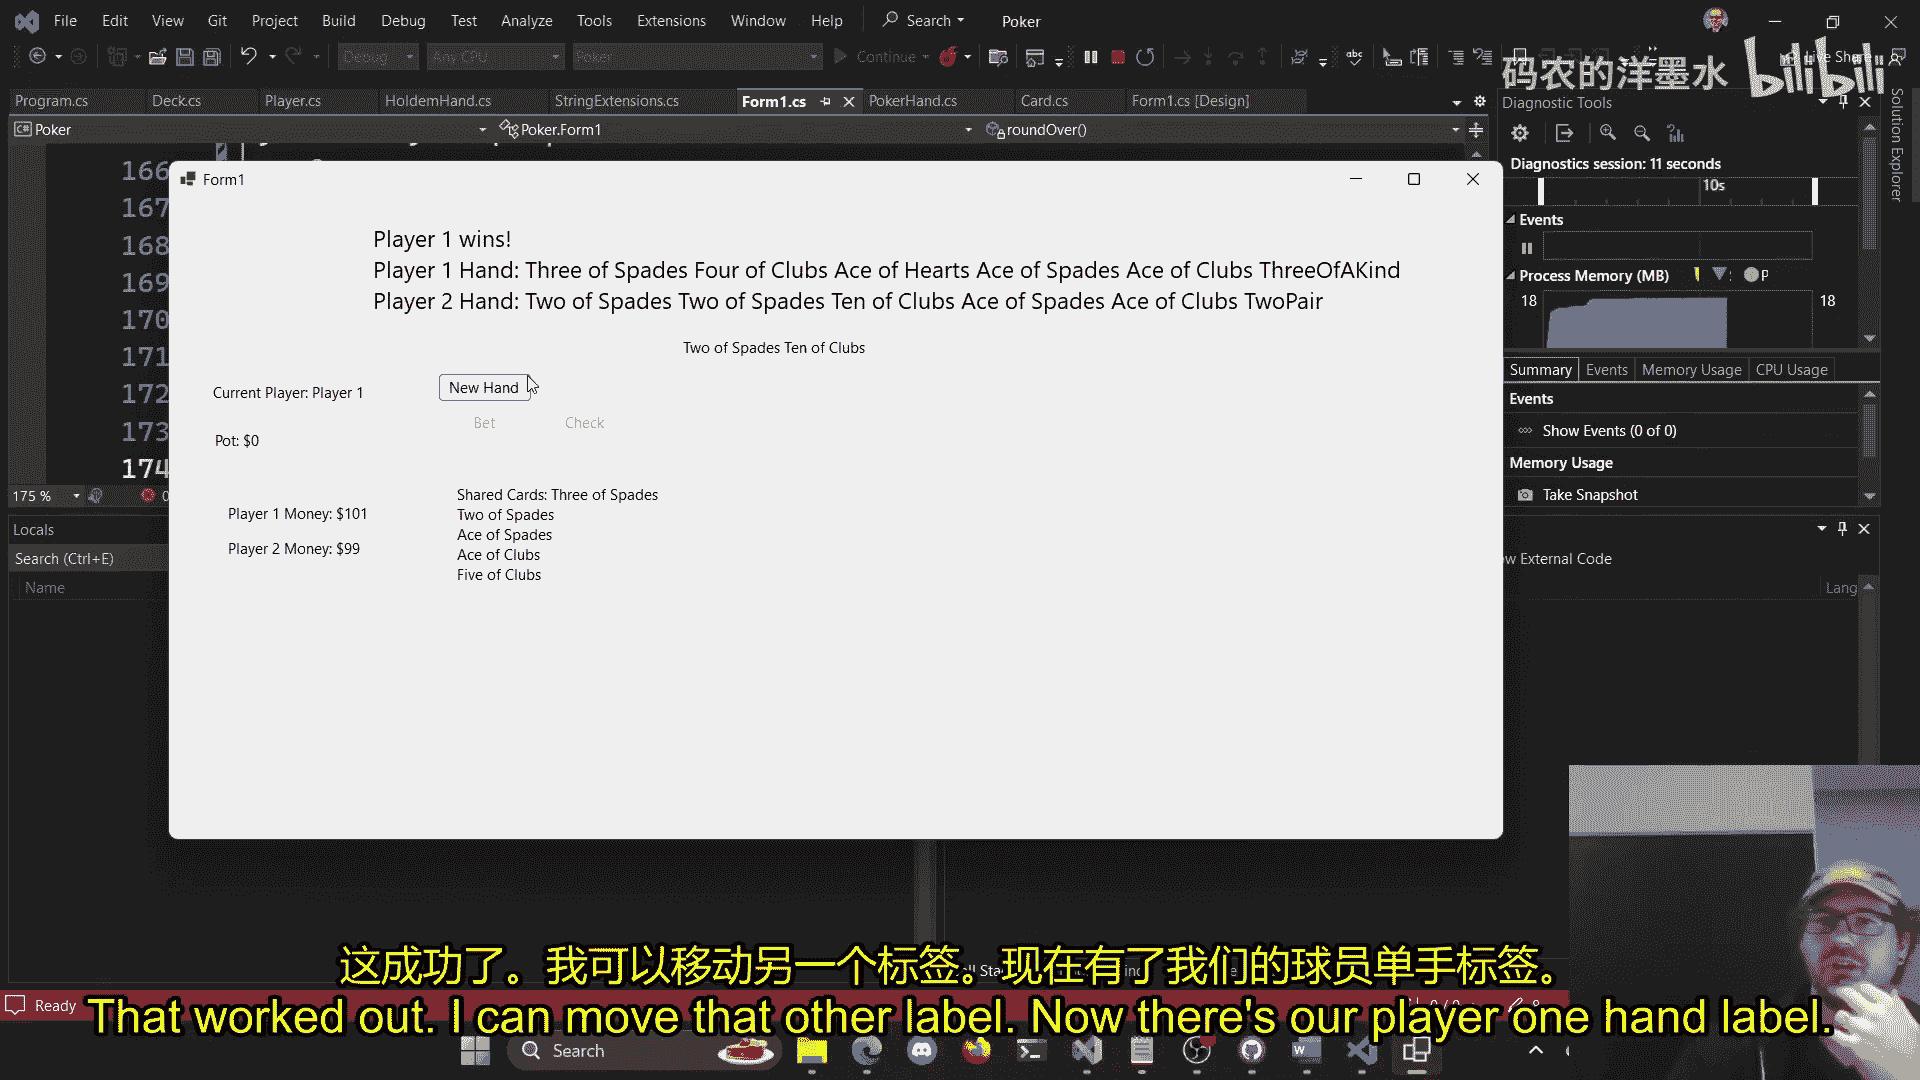 File Edit View Git Project Build Debug Test Analyze Tools Extensions Window Help Search Poker
Debug Any CPU Poker Continue Live Share
码农的洋墨水 bilibili
Program.cs Deck.cs Player.cs HoldemHand.cs StringExtensions.cs Form1.cs PokerHand.cs Card.cs Form1.cs [Design]
Diagnostic Tools
Solution Explorer
Poker Poker.Form1 roundOver()
Diagnostics session: 11 seconds
10s
Events
Process Memory (MB) P
18 18
Summary Events Memory Usage CPU Usage
Events
Show Events (0 of 0)
Memory Usage
Take Snapshot
166
167
168
169
170
171
172
173
174
Form1
Player 1 wins!
Player 1 Hand: Three of Spades Four of Clubs Ace of Hearts Ace of Spades Ace of Clubs ThreeOfAKind
Player 2 Hand: Two of Spades Two of Spades Ten of Clubs Ace of Spades Ace of Clubs TwoPair
Two of Spades Ten of Clubs
Current Player: Player 1
New Hand
Bet Check
Pot: $0
Shared Cards: Three of Spades
Two of Spades
Ace of Spades
Ace of Clubs
Five of Clubs
Player 1 Money: $101
Player 2 Money: $99
175 % 0
Locals
Search (Ctrl+E)
Name
External Code
Lang
这成功了。我可以移动另一个标签。现在有了我们的球员单手标签。
Ready
That worked out. I can move that other label. Now there's our player one hand label.
Search